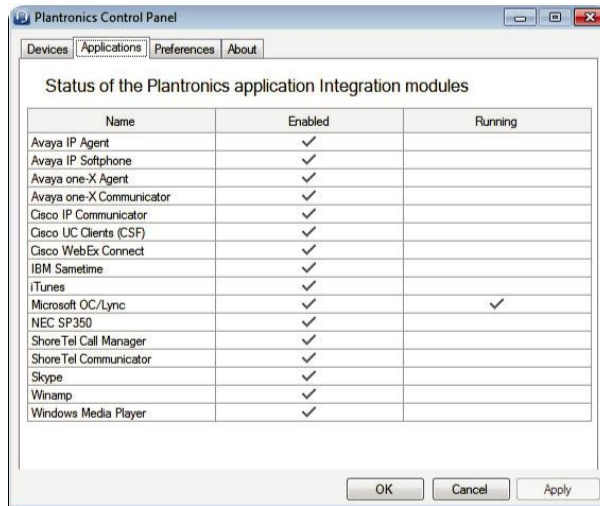 Plantronics Control Panel
Devices Applications Preferences About
Status of the Plantronics application Integration modules
Name Enabled Running
Avaya IP Agent
Avaya IP Softphone
Avaya one-X Agent
Avaya one-X Communicator
Cisco IP Communicator
Cisco UC Clients (CSF)
Cisco WebEx Connect
IBM Sametime
iTunes
Microsoft OC/Lync
NEC SP350
ShoreTel Call Manager
ShoreTel Communicator
Skype
Winamp
Windows Media Player
OK Cancel Apply